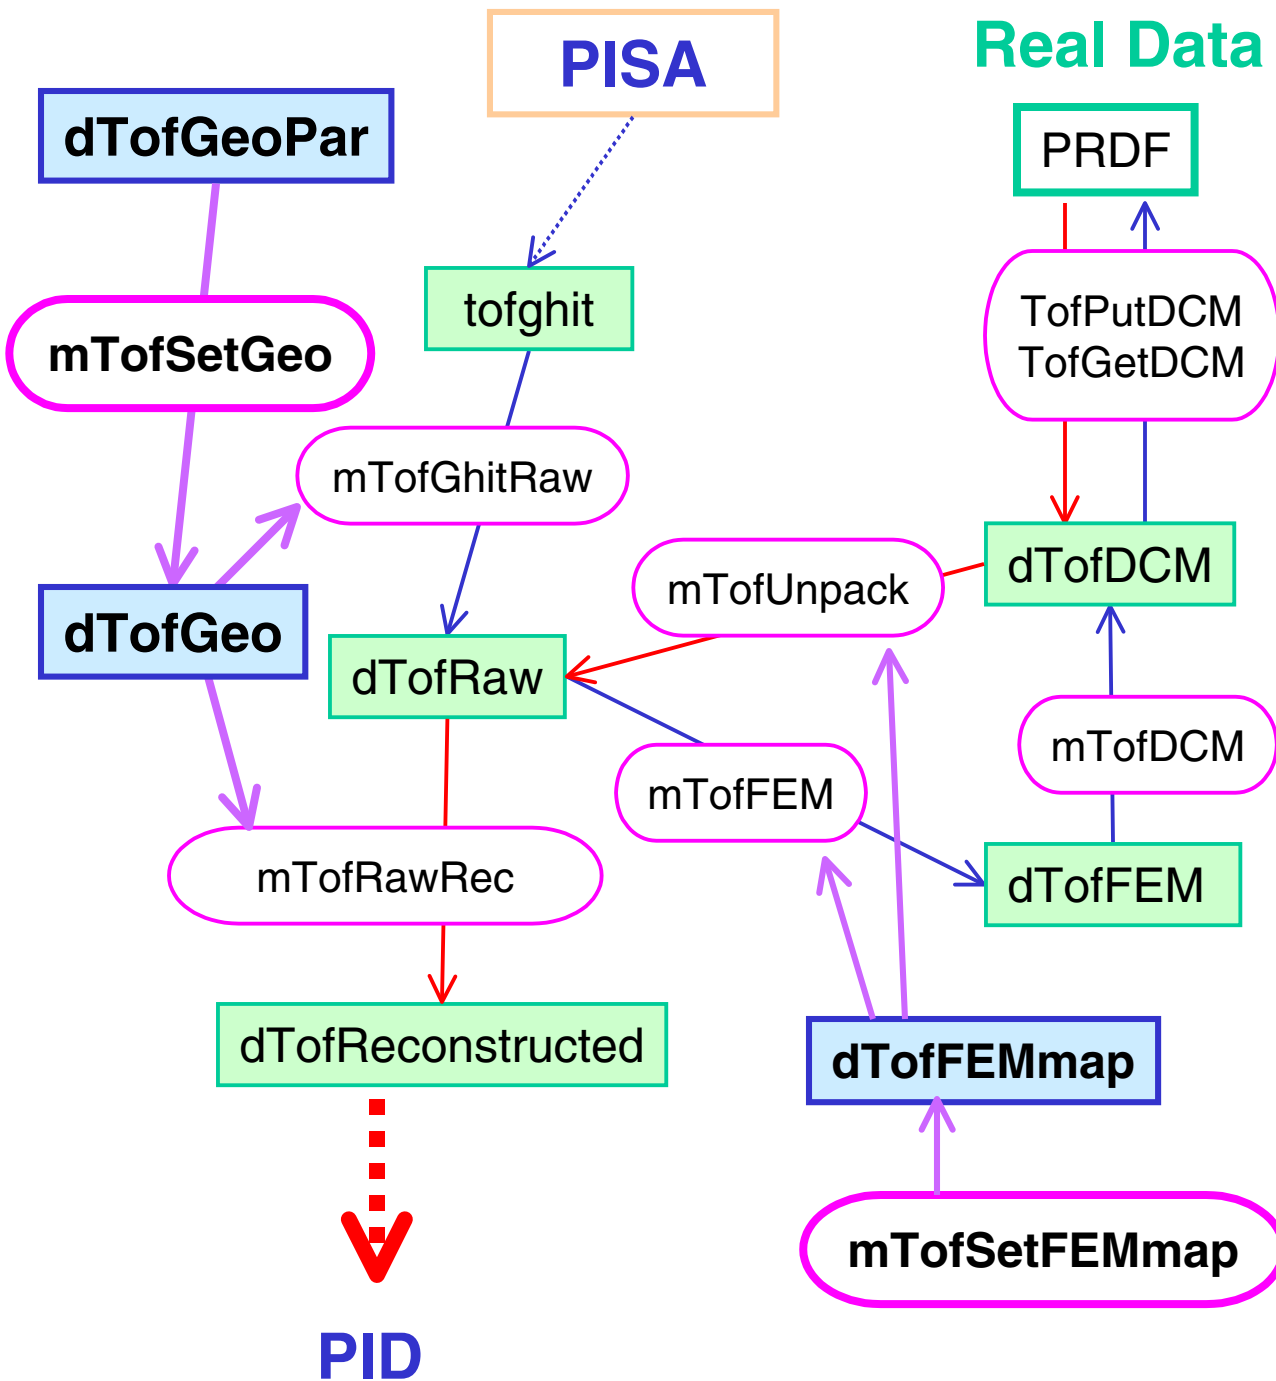 PISA
Real Data
dTofGeoPar
PRDF
tofghit
TofPutDCM
TofGetDCM
mTofSetGeo
mTofGhitRaw
mTofUnpack
dTofDCM
dTofGeo
dTofRaw
mTofDCM
mTofFEM
mTofRawRec
dTofFEM
dTofReconstructed
dTofFEMmap
mTofSetFEMmap
PID